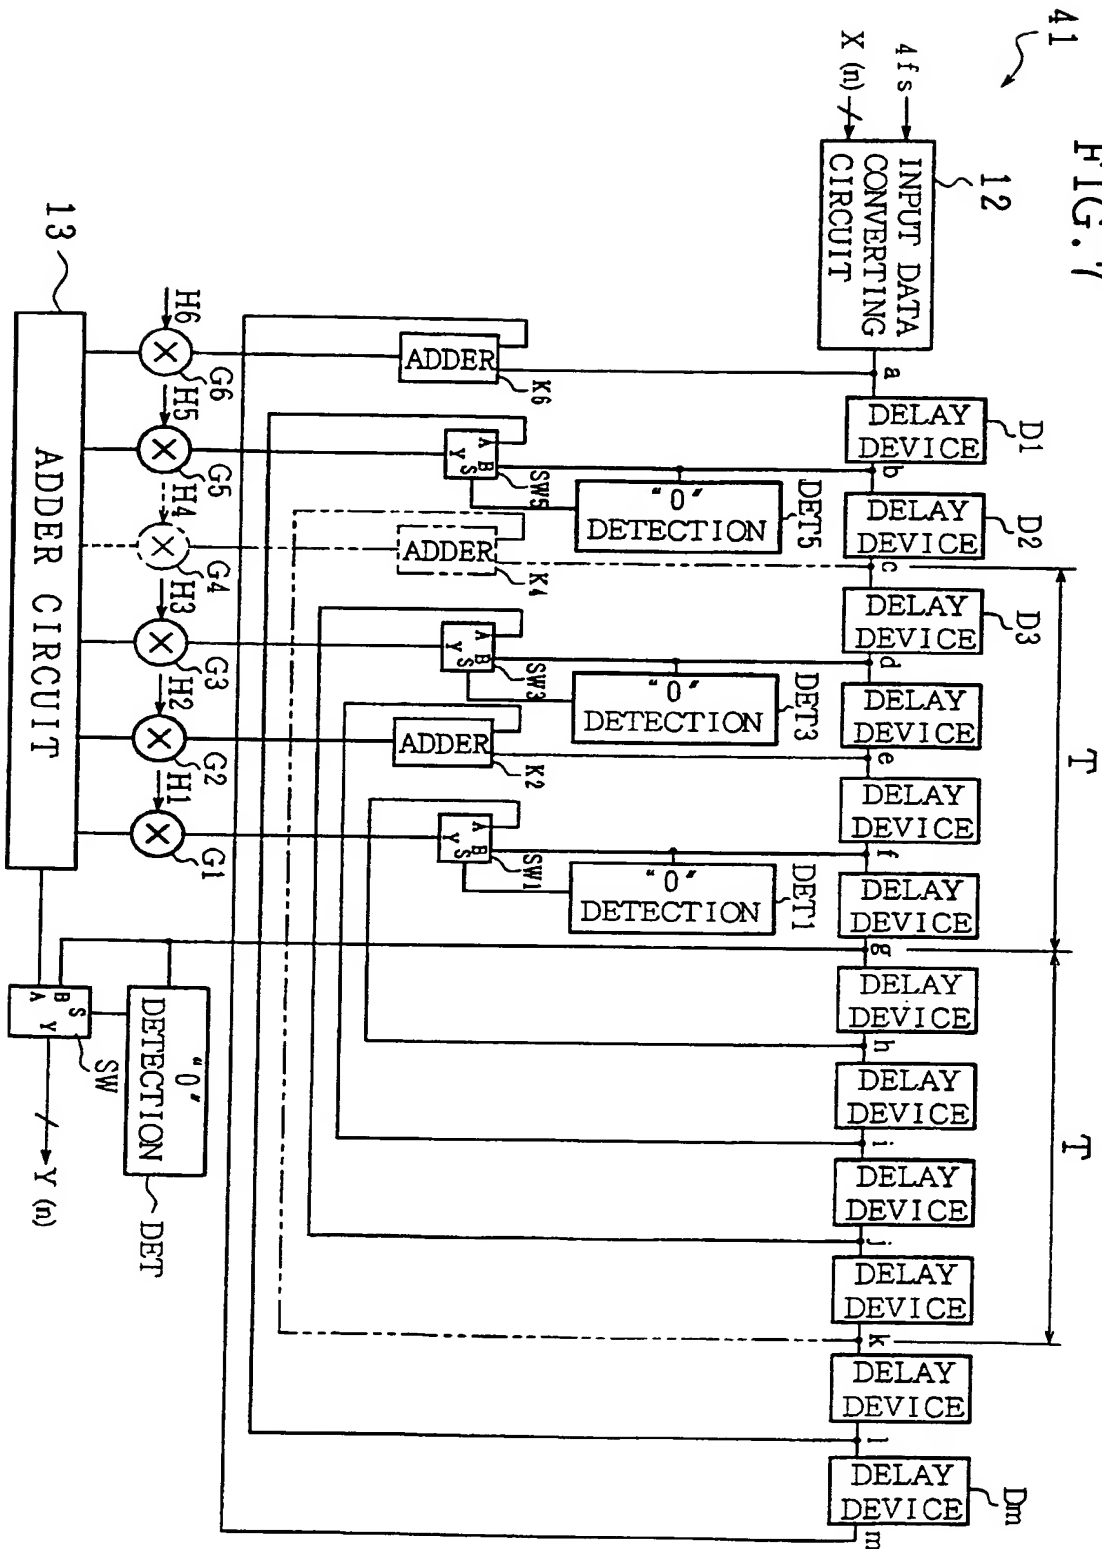 FIG. 7
41
4fs
X (n)
INPUT DATA
CONVERTING
CIRCUIT
12
a
DELAY
DEVICE
D1
b
DELAY
DEVICE
D2
c
DELAY
DEVICE
D3
d
DELAY
DEVICE
e
DELAY
DEVICE
f
DELAY
DEVICE
g
DELAY
DEVICE
h
DELAY
DEVICE
i
DELAY
DEVICE
j
DELAY
DEVICE
k
DELAY
DEVICE
l
DELAY
DEVICE
Dm
m
T
T
"0"
DETECTION
DET5
"0"
DETECTION
DET3
"0"
DETECTION
DET1
ADDER
K6
A
B
S
Y
SW5
ADDER
K4
A
B
S
Y
SW3
ADDER
K2
A
B
S
Y
SW1
H6
G6
H5
G5
H4
G4
H3
G3
H2
G2
H1
G1
13
ADDER CIRCUIT
"0"
DETECTION
DET
S
B
A
Y
SW
Y (n)